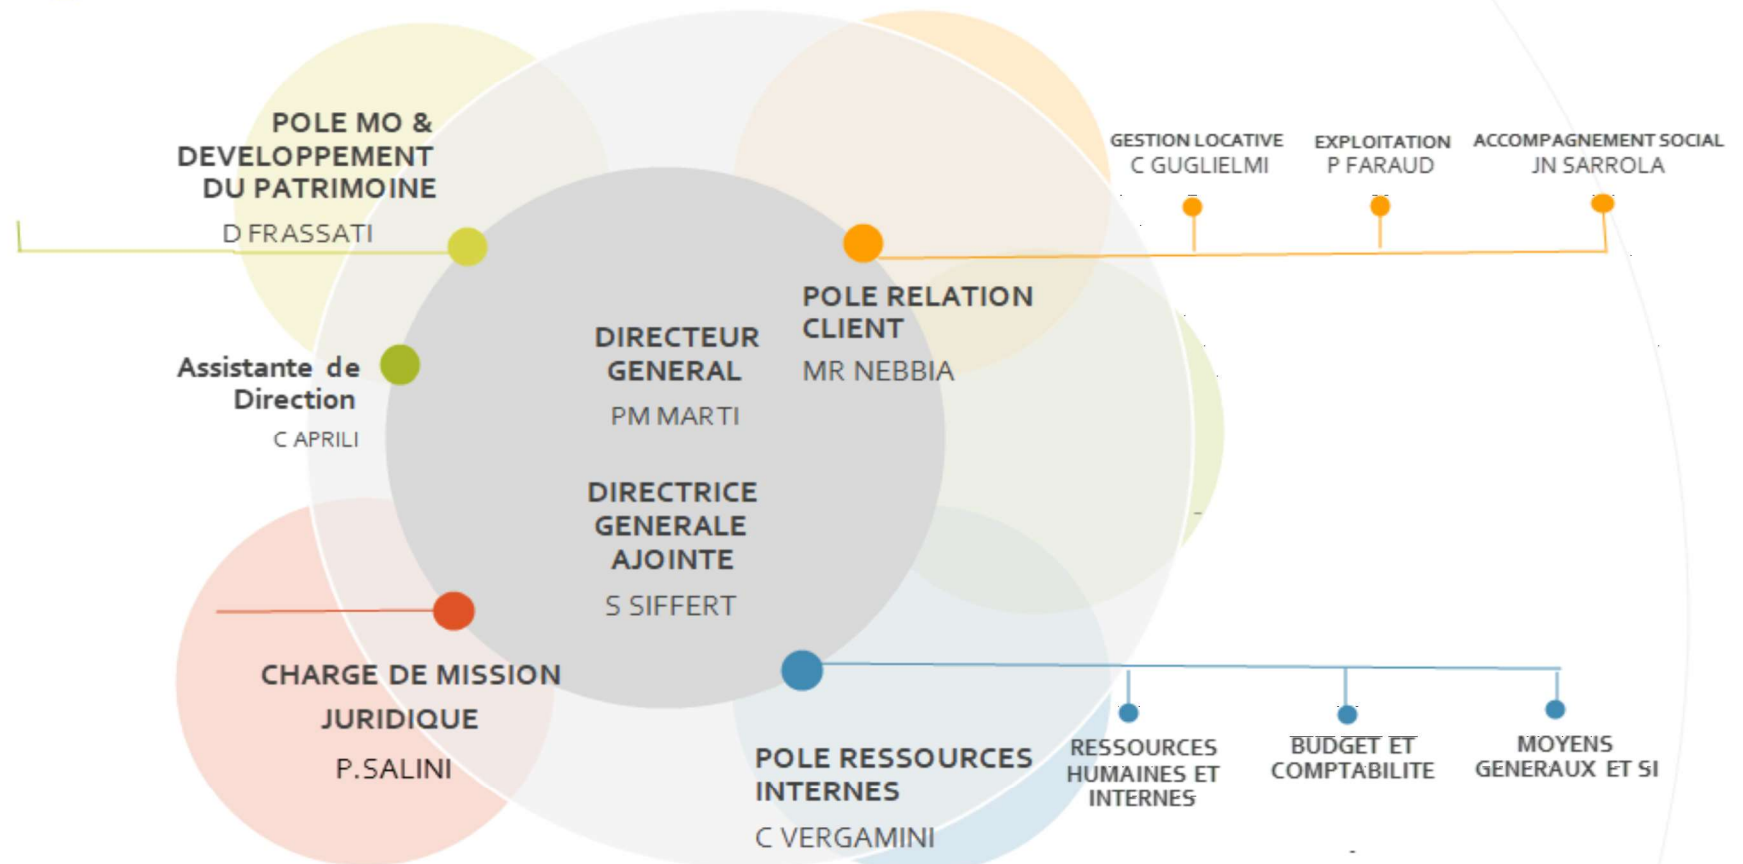 POLE MO &
DEVELOPPEMENT
DU PATRIMOINE
D FRASSATI
Assistante de
Direction
C APRILI
CHARGE DE MISSION
JURIDIQUE
P.SALINI
DIRECTEUR
GENERAL
PM MARTI
DIRECTRICE
GENERALE
AJOINTE
S SIFFERT
POLE RELATION
CLIENT
MR NEBBIA
GESTION LOCATIVE
C GUGLIELMI
EXPLOITATION
P FARAUD
ACCOMPAGNEMENT SOCIAL
JN SARROLA
POLE RESSOURCES
INTERNES
C VERGAMINI
RESSOURCES
HUMAINES ET
INTERNES
BUDGET ET
COMPTABILITE
MOYENS
GENERAUX ET SI